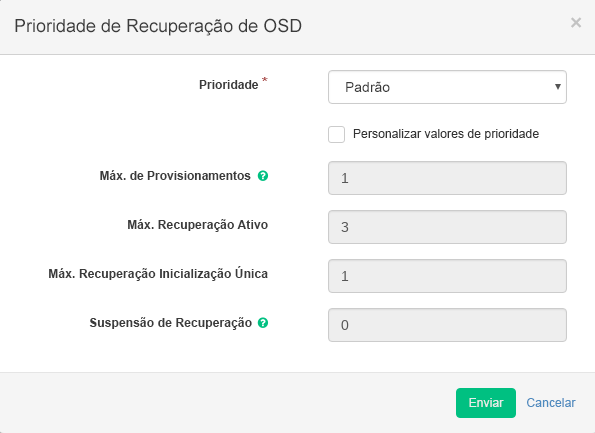 Prioridade de Recuperação de OSD ×
Prioridade * Padrão
Personalizar valores de prioridade
Máx. de Provisionamentos ? 1
Máx. Recuperação Ativo 3
Máx. Recuperação Inicialização Única 1
Suspensão de Recuperação ? 0
Enviar Cancelar